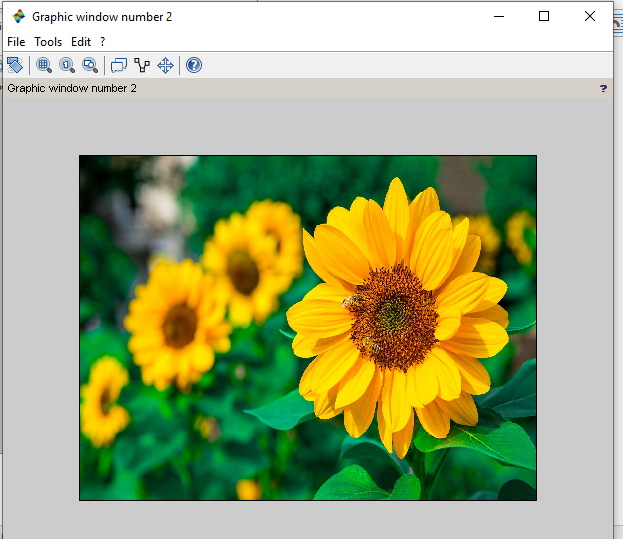 Graphic window number 2
File Tools Edit ?
Graphic window number 2 ?